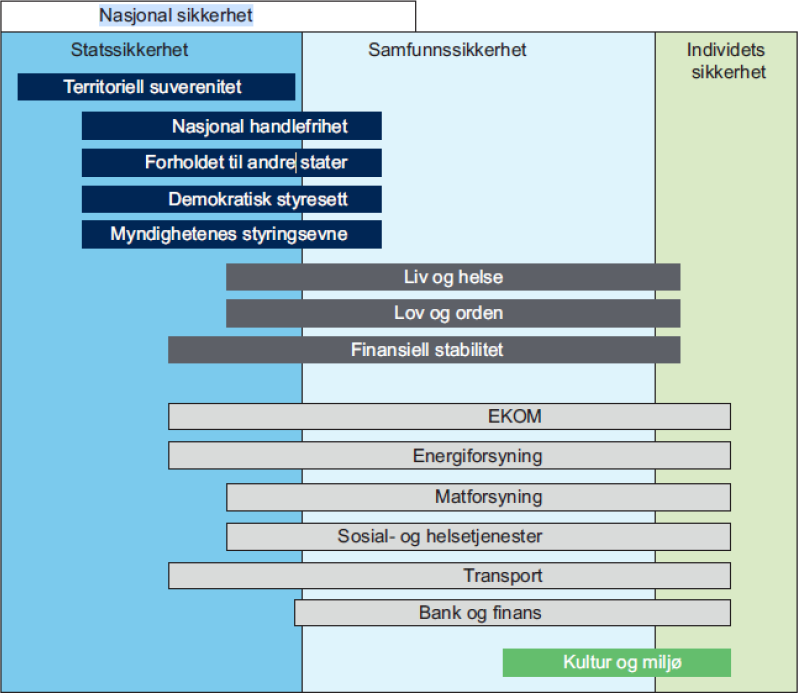 Nasjonal sikkerhet
Statssikkerhet
Samfunnssikkerhet
Individets
sikkerhet
Territoriell suverenitet
Nasjonal handlefrihet
Forholdet til andre stater
Demokratisk styresett
Myndighetenes styringsevne
Liv og helse
Lov og orden
Finansiell stabilitet
EKOM
Energiforsyning
Matforsyning
Sosial- og helsetjenester
Transport
Bank og finans
Kultur og miljø